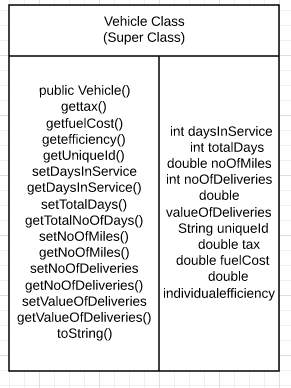 Vehicle Class
(Super Class)
public Vehicle()
gettax()
getfuelCost()
getefficiency()
getUniqueId()
setDaysInService
getDaysInService()
setTotalDays()
getTotalNoOfDays()
setNoOfMiles()
getNoOfMiles()
setNoOfDeliveries
getNoOfDeliveries()
setValueOfDeliveries
getValueOfDeliveries()
toString()
int daysInService
int totalDays
double noOfMiles
int noOfDeliveries
double
valueOfDeliveries
String uniqueId
double tax
double fuelCost
double
individualefficiency